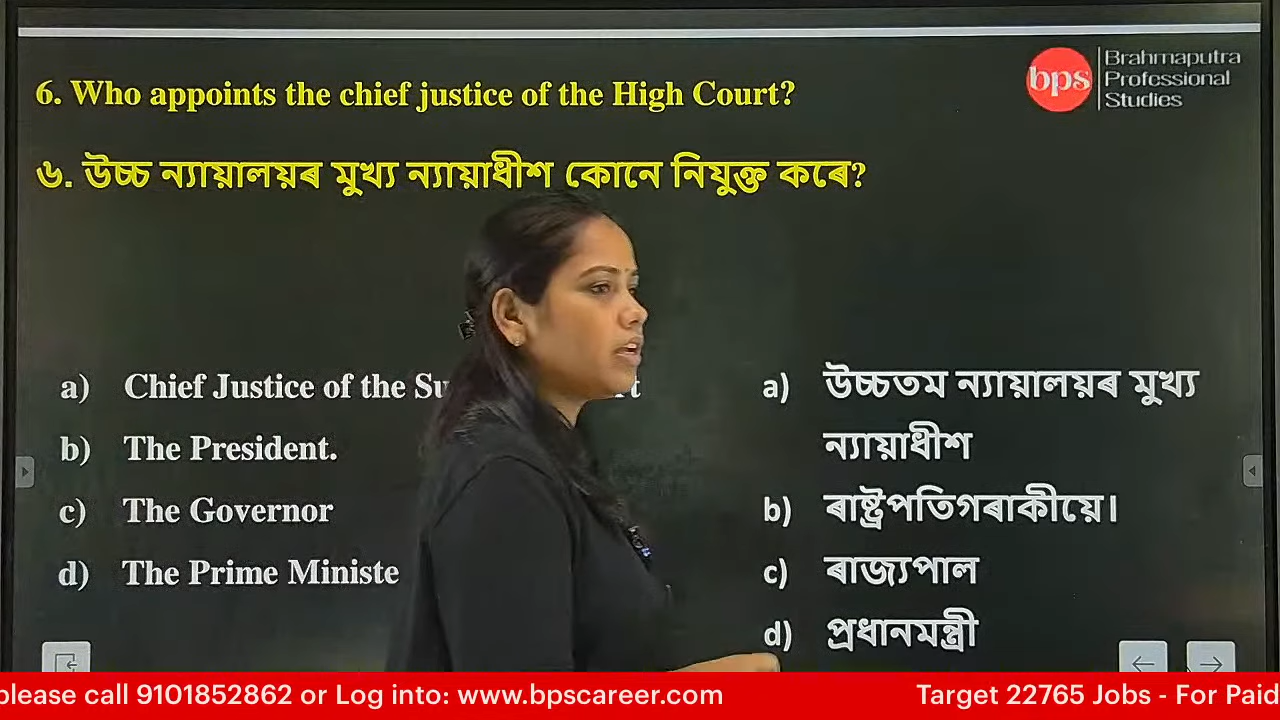 6. Who appoints the chief justice of the High Court?
bps Brahmaputra
Professional
Studies
৬. উচ্চ ন্যায়ালয়ৰ মুখ্য ন্যায়াধীশ কোনে নিযুক্ত কৰে?
a) Chief Justice of the
b) The President.
c) The Governor
d) The Prime Ministe
a) উচ্চতম ন্যায়ালয়ৰ মুখ্য
ন্যায়াধীশ
b) ৰাষ্ট্ৰপতিগৰাকীয়ে।
c) ৰাজ্যপাল
d) প্ৰধানমন্ত্ৰী
please call 9101852862 or Log into: www.bpscareer.com Target 22765 Jobs - For Paid